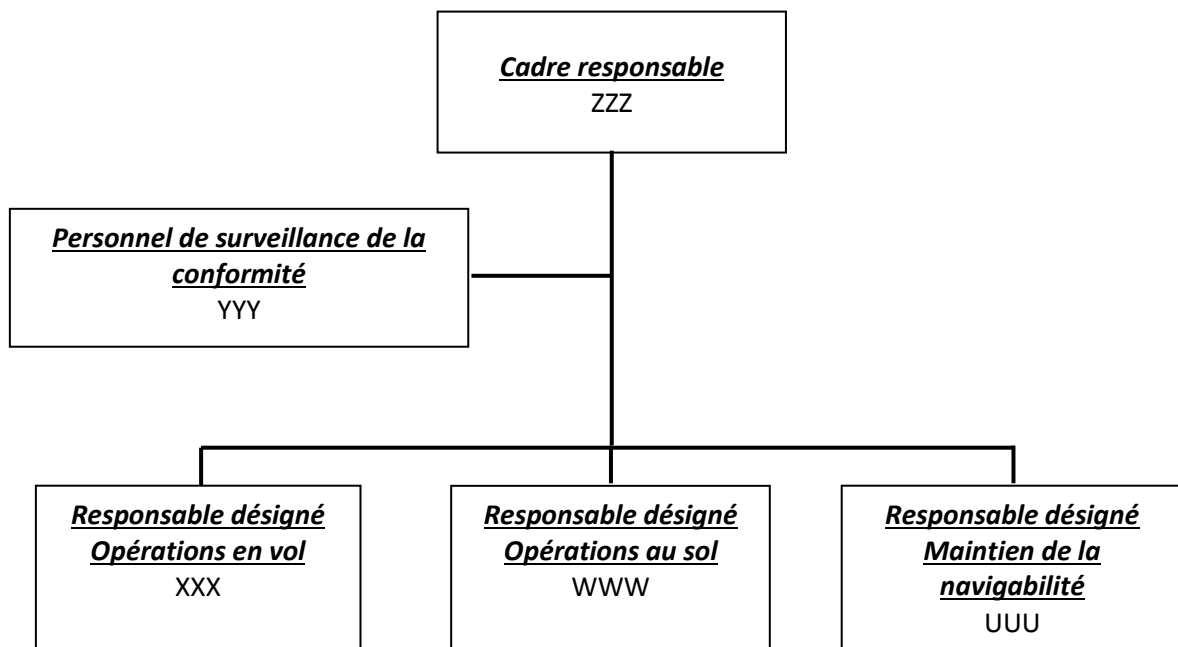 Cadre responsable
ZZZ
Personnel de surveillance de la
conformité
YYY
Responsable désigné
Opérations en vol
XXX
Responsable désigné
Opérations au sol
WWW
Responsable désigné
Maintien de la
navigabilité
UUU